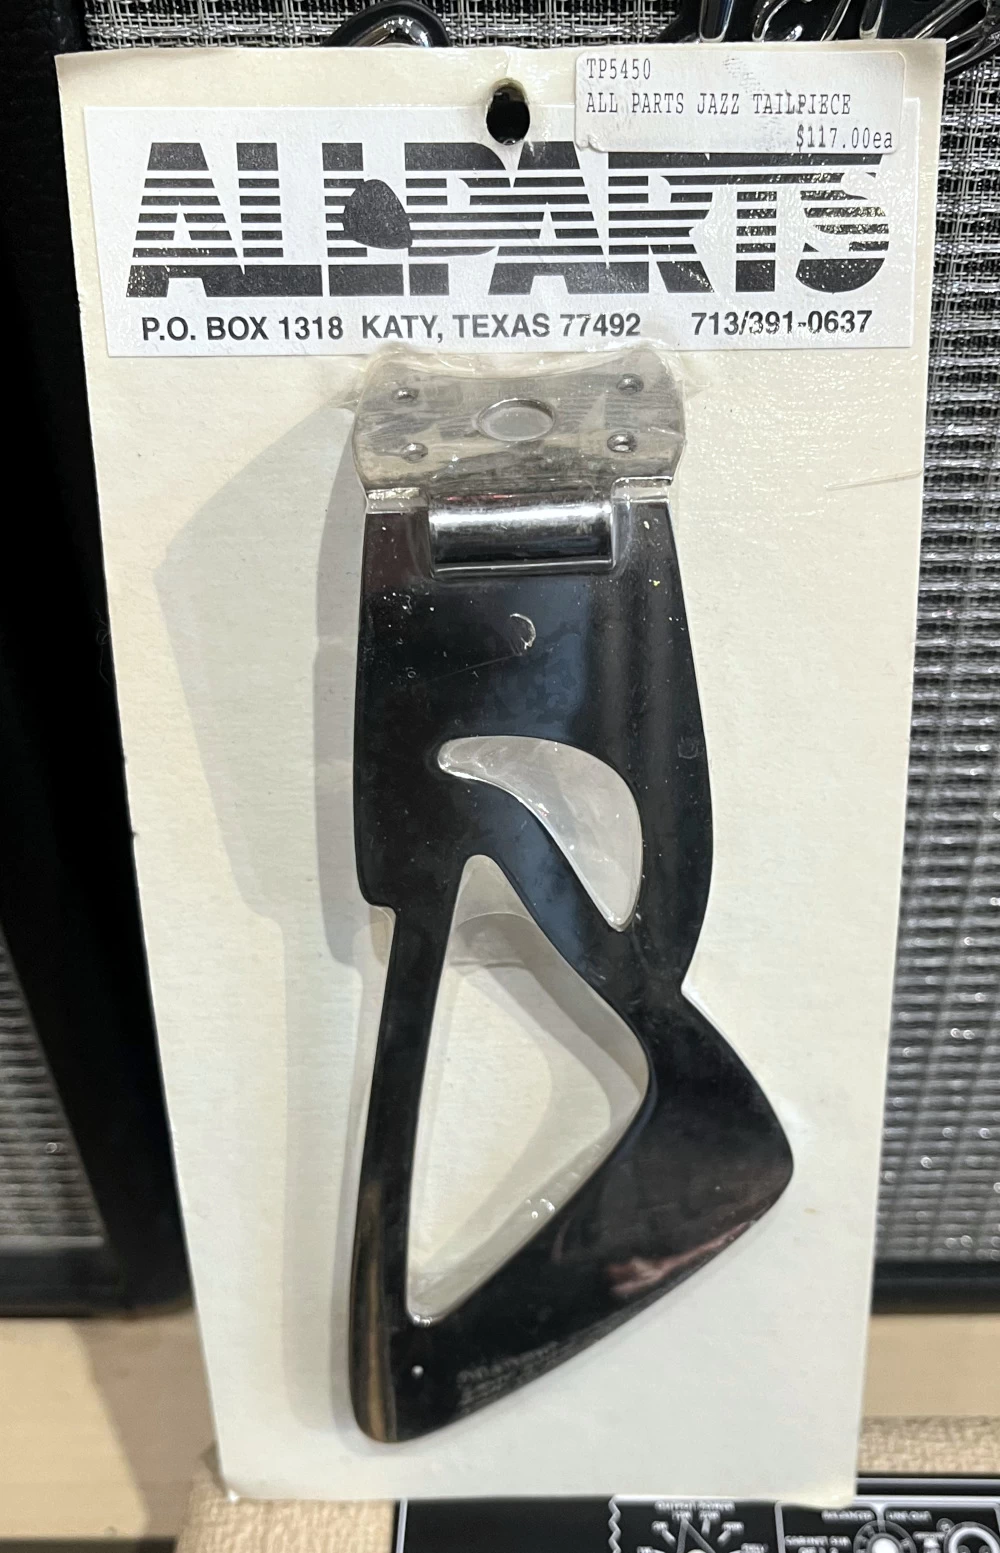 TP5450
ALL PARTS JAZZ TAILPIECE
$117.00ea
ALLPARTS
P.O. BOX 1318 KATY, TEXAS 77492 713/391-0637